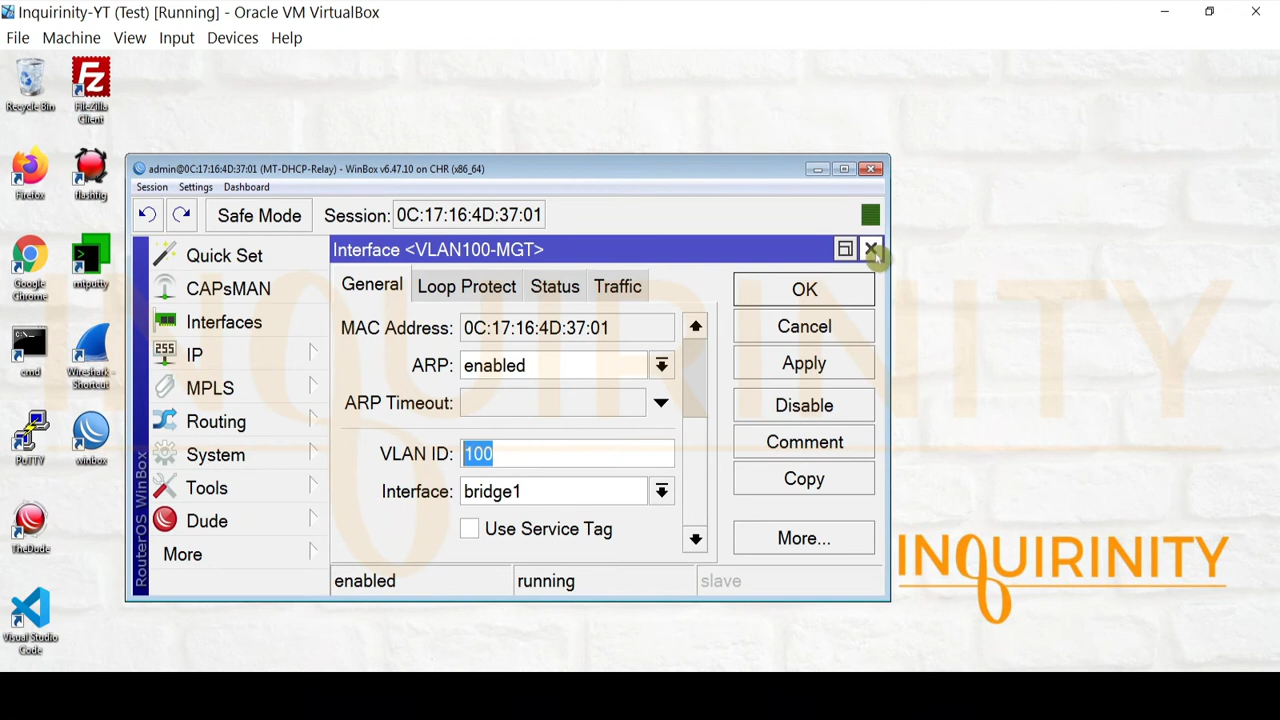 Inquirinity-YT (Test) [Running] - Oracle VM VirtualBox
File Machine View Input Devices Help
Recycle Bin
FileZilla Client
Firefox
flashfig
Google Chrome
mtputty
cmd
Wireshark - Shortcut
PuTTY
winbox
TheDude
Visual Studio Code
admin@0C:17:16:4D:37:01 (MT-DHCP-Relay) - WinBox v6.47.10 on CHR (x86_64)
Session Settings Dashboard
Safe Mode Session: 0C:17:16:4D:37:01
RouterOS WinBox
Quick Set
CAPsMAN
Interfaces
255 IP
MPLS
Routing
System
Tools
Dude
More
Interface <VLAN100-MGT>
General Loop Protect Status Traffic
MAC Address: 0C:17:16:4D:37:01
ARP: enabled
ARP Timeout:
VLAN ID: 100
Interface: bridge1
Use Service Tag
OK
Cancel
Apply
Disable
Comment
Copy
More...
enabled running slave
INQUIRINITY
INQUIRINITY